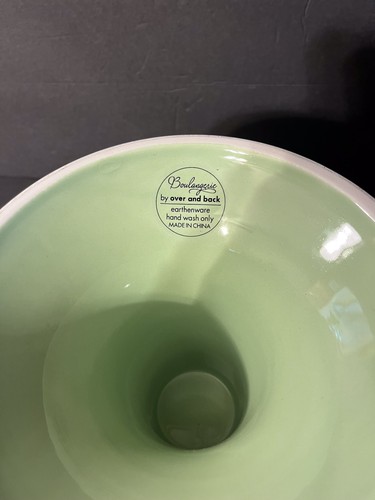 Boulangerie
by over and back
earthenware
hand wash only
MADE IN CHINA